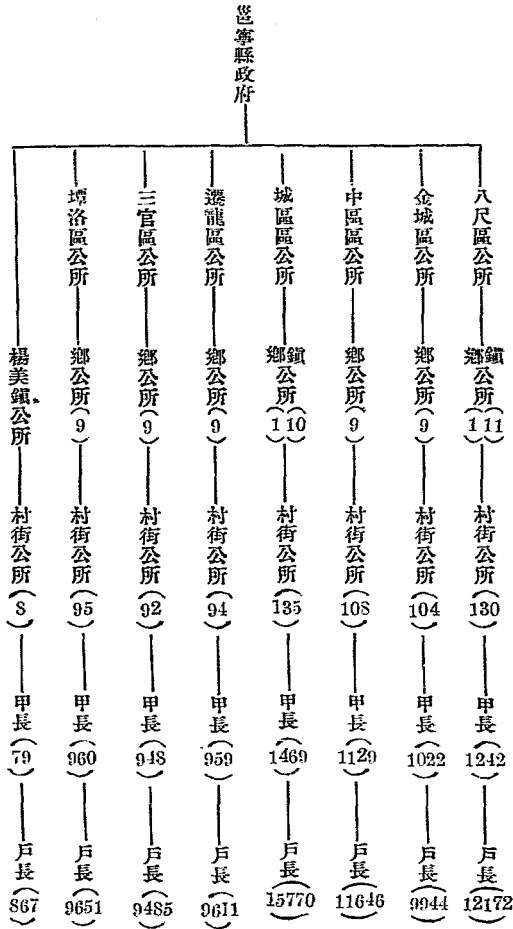 邕寧縣政府
八尺區公所
鄉鎮公所(1)(11)
村街公所(130)
甲長(1242)
戶長(12172)
金城區公所
鄉公所(9)
村街公所(104)
甲長(1022)
戶長(9944)
中區區公所
鄉公所(9)
村街公所(108)
甲長(1129)
戶長(11646)
城區區公所
鄉鎮公所(1)(10)
村街公所(135)
甲長(1469)
戶長(15770)
遷龍區公所
鄉公所(9)
村街公所(94)
甲長(959)
戶長(9611)
三官區公所
鄉公所(9)
村街公所(92)
甲長(948)
戶長(9485)
壜洛區公所
鄉公所(9)
村街公所(95)
甲長(960)
戶長(9651)
楊美鎮公所
村街公所(8)
甲長(79)
戶長(867)